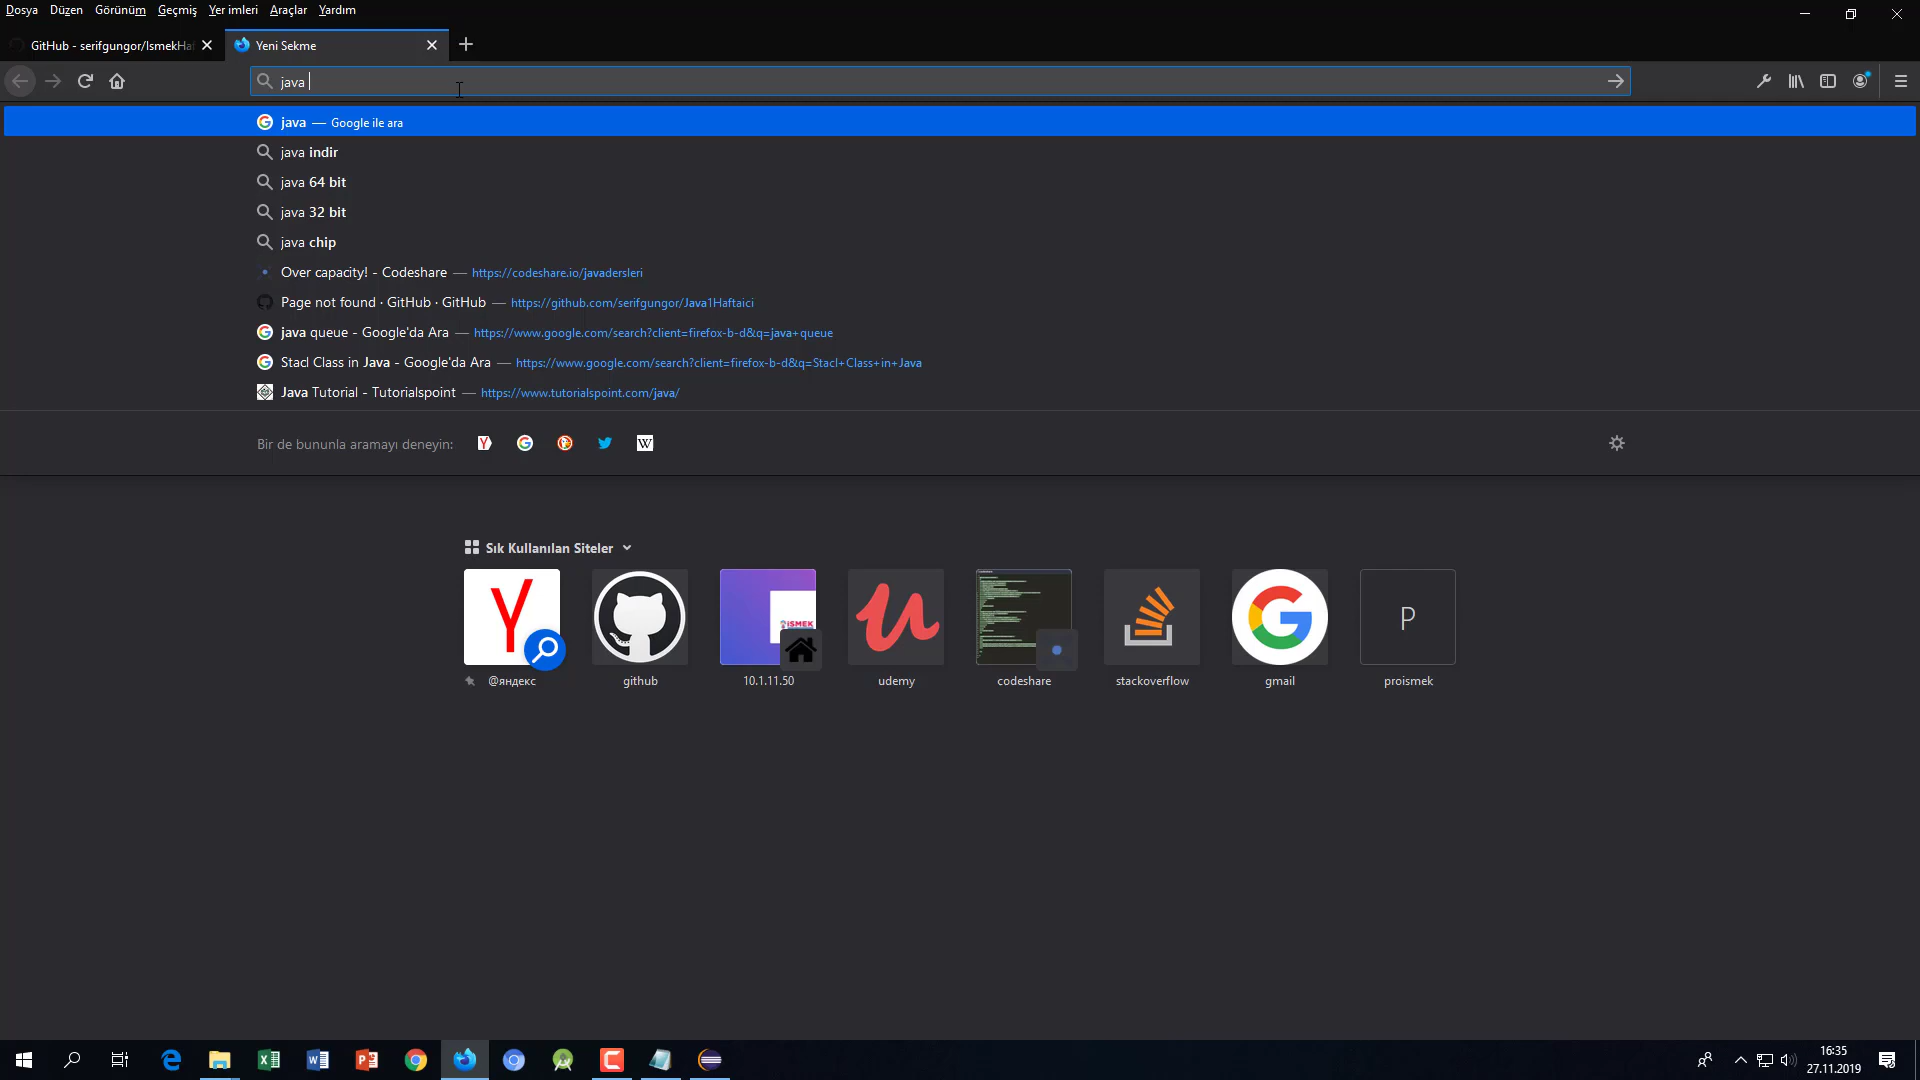 Dosya Düzen Görünüm Geçmiş Yer imleri Araçlar Yardım
GitHub - serifgungor/IsmekHa
Yeni Sekme
java
java — Google ile ara
java indir
java 64 bit
java 32 bit
java chip
Over capacity! - Codeshare — https://codeshare.io/javadersleri
Page not found · GitHub · GitHub — https://github.com/serifgungor/Java1Haftaici
java queue - Google'da Ara — https://www.google.com/search?client=firefox-b-d&q=java+queue
Stacl Class in Java - Google'da Ara — https://www.google.com/search?client=firefox-b-d&q=Stacl+Class+in+Java
Java Tutorial - Tutorialspoint — https://www.tutorialspoint.com/java/
Bir de bununla aramayı deneyin:
Sık Kullanılan Siteler
iSMEK
P
@яндекс
github
10.1.11.50
udemy
codeshare
stackoverflow
gmail
proismek
16:35
27.11.2019